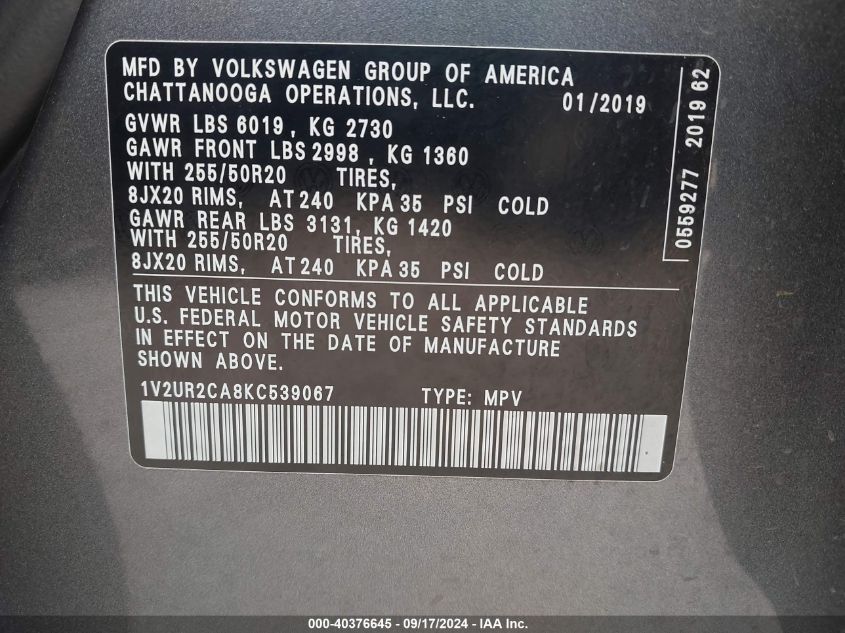 MFD BY VOLKSWAGEN GROUP OF AMERICA
CHATTANOOGA OPERATIONS, LLC. 01/2019
GVWR LBS 6019, KG 2730
GAWR FRONT LBS 2998, KG 1360
WITH 255/50R20 TIRES,
8JX20 RIMS, AT 240 KPA 35 PSI COLD
GAWR REAR LBS 3131, KG 1420
WITH 255/50R20 TIRES,
8JX20 RIMS, AT 240 KPA 35 PSI COLD
THIS VEHICLE CONFORMS TO ALL APPLICABLE
U.S. FEDERAL MOTOR VEHICLE SAFETY STANDARDS
IN EFFECT ON THE DATE OF MANUFACTURE
SHOWN ABOVE.
1V2UR2CA8KC539067 TYPE: MPV
0559277 2019 62
000-40376645 - 09/17/2024 - IAA Inc.